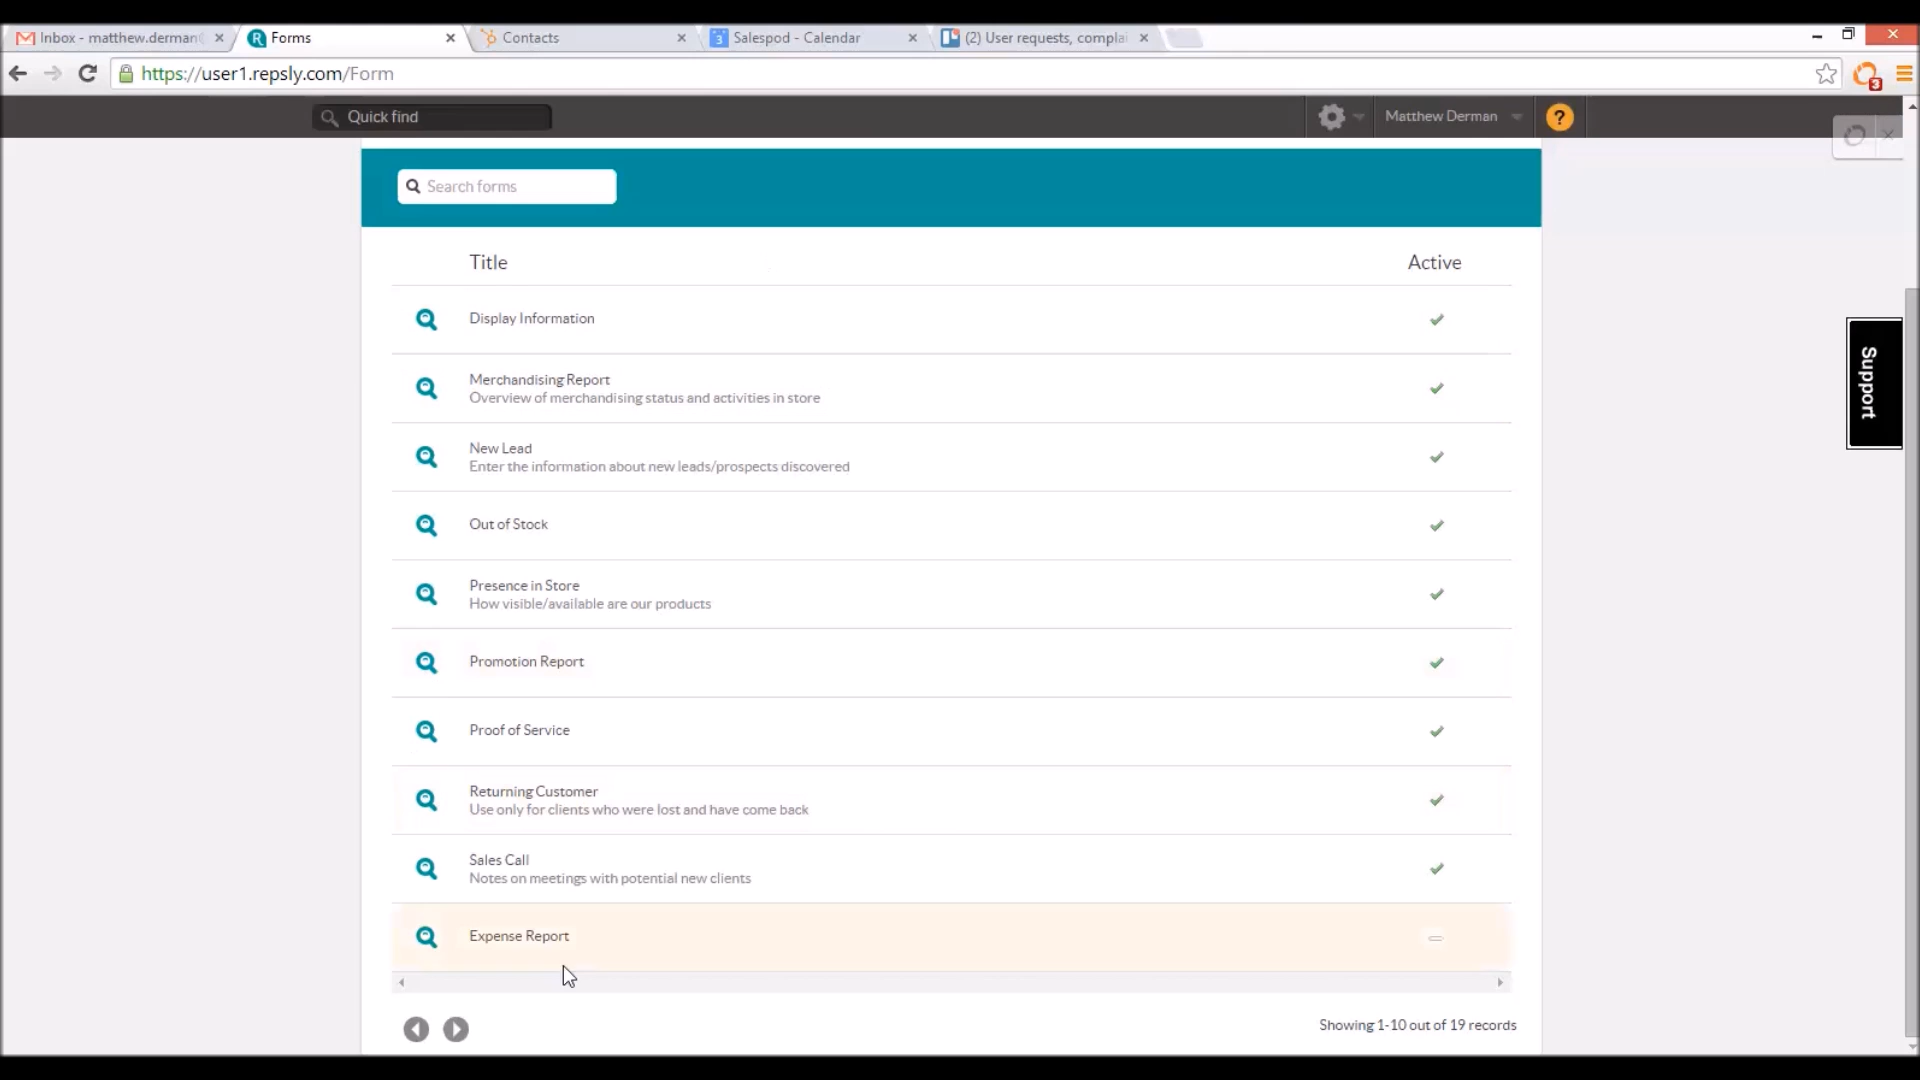 Inbox - matthew.derman
Forms
Contacts
3
Salespod - Calendar
(2) User requests, complai
https://user1.repsly.com/Form
3
Quick find
Matthew Derman
?
Search forms
Title
Active
Display Information
Merchandising Report
Overview of merchandising status and activities in store
New Lead
Enter the information about new leads/prospects discovered
Out of Stock
Presence in Store
How visible/available are our products
Promotion Report
Proof of Service
Returning Customer
Use only for clients who were lost and have come back
Sales Call
Notes on meetings with potential new clients
Expense Report
Showing 1-10 out of 19 records
Support